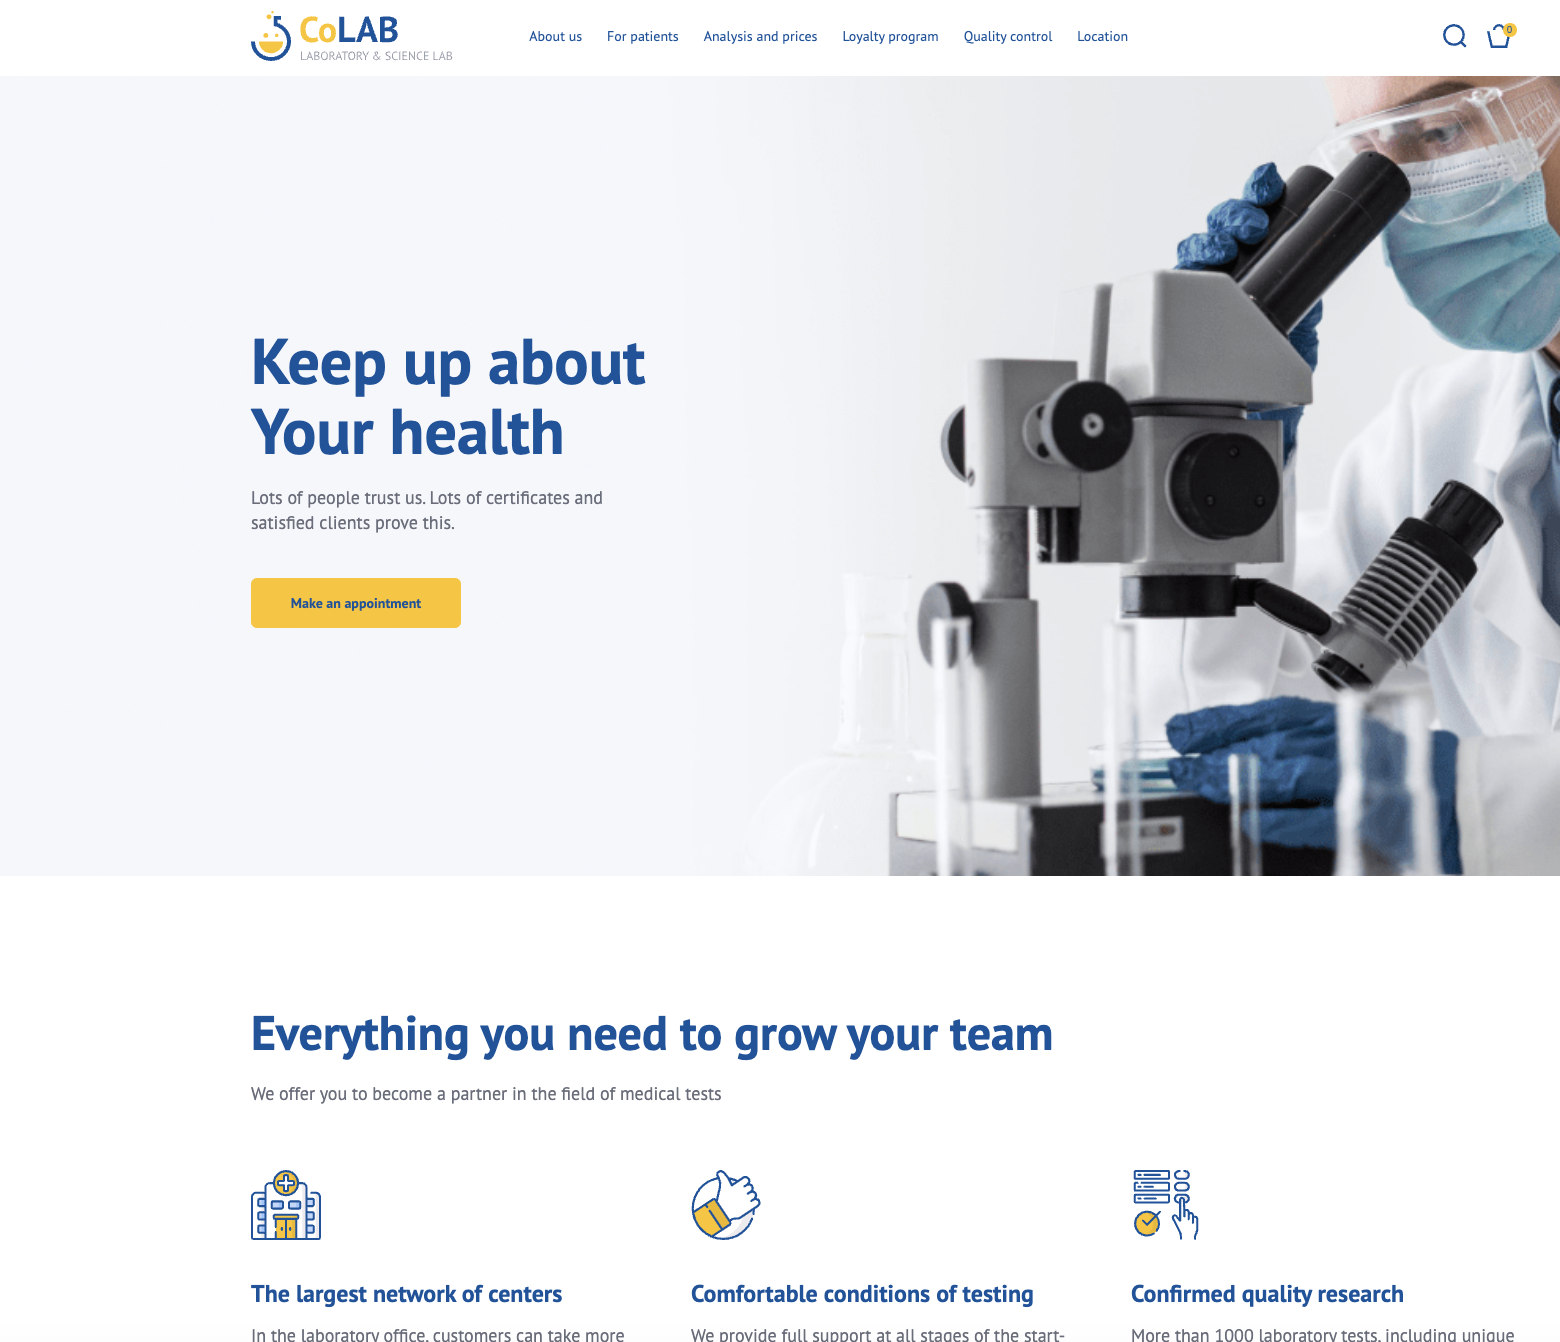 CoLAB
LABORATORY & SCIENCE LAB
About us
For patients
Analysis and prices
Loyalty program
Quality control
Location
0
Keep up about
Your health
Lots of people trust us. Lots of certificates and
satisfied clients prove this.
Make an appointment
Everything you need to grow your team
We offer you to become a partner in the field of medical tests
The largest network of centers
In the laboratory office, customers can take more
Comfortable conditions of testing
We provide full support at all stages of the start-
Confirmed quality research
More than 1000 laboratory tests, including unique